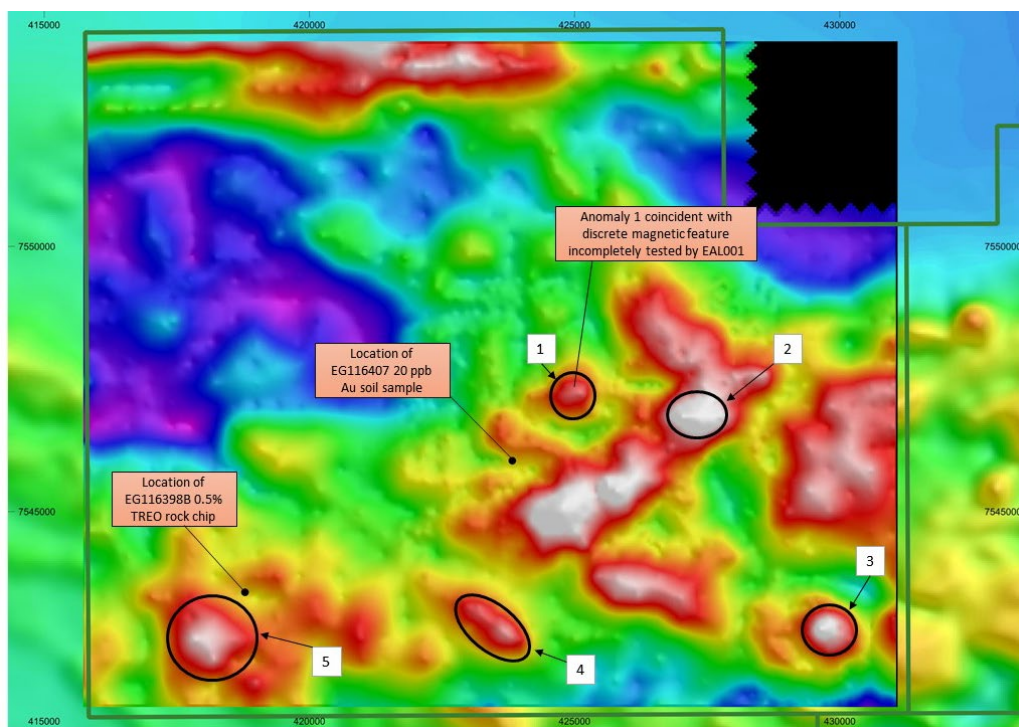 415000
420000
425000
430000
Anomaly 1 coincident with
discrete magnetic feature
incompletely tested by EAL001
7550000
7550000
1
2
Location of
EG116407 20 ppb
Au soil sample
Location of
EG116398B 0.5%
TREO rock chip
7545000
7545000
3
5
4
415000
420000
425000
430000